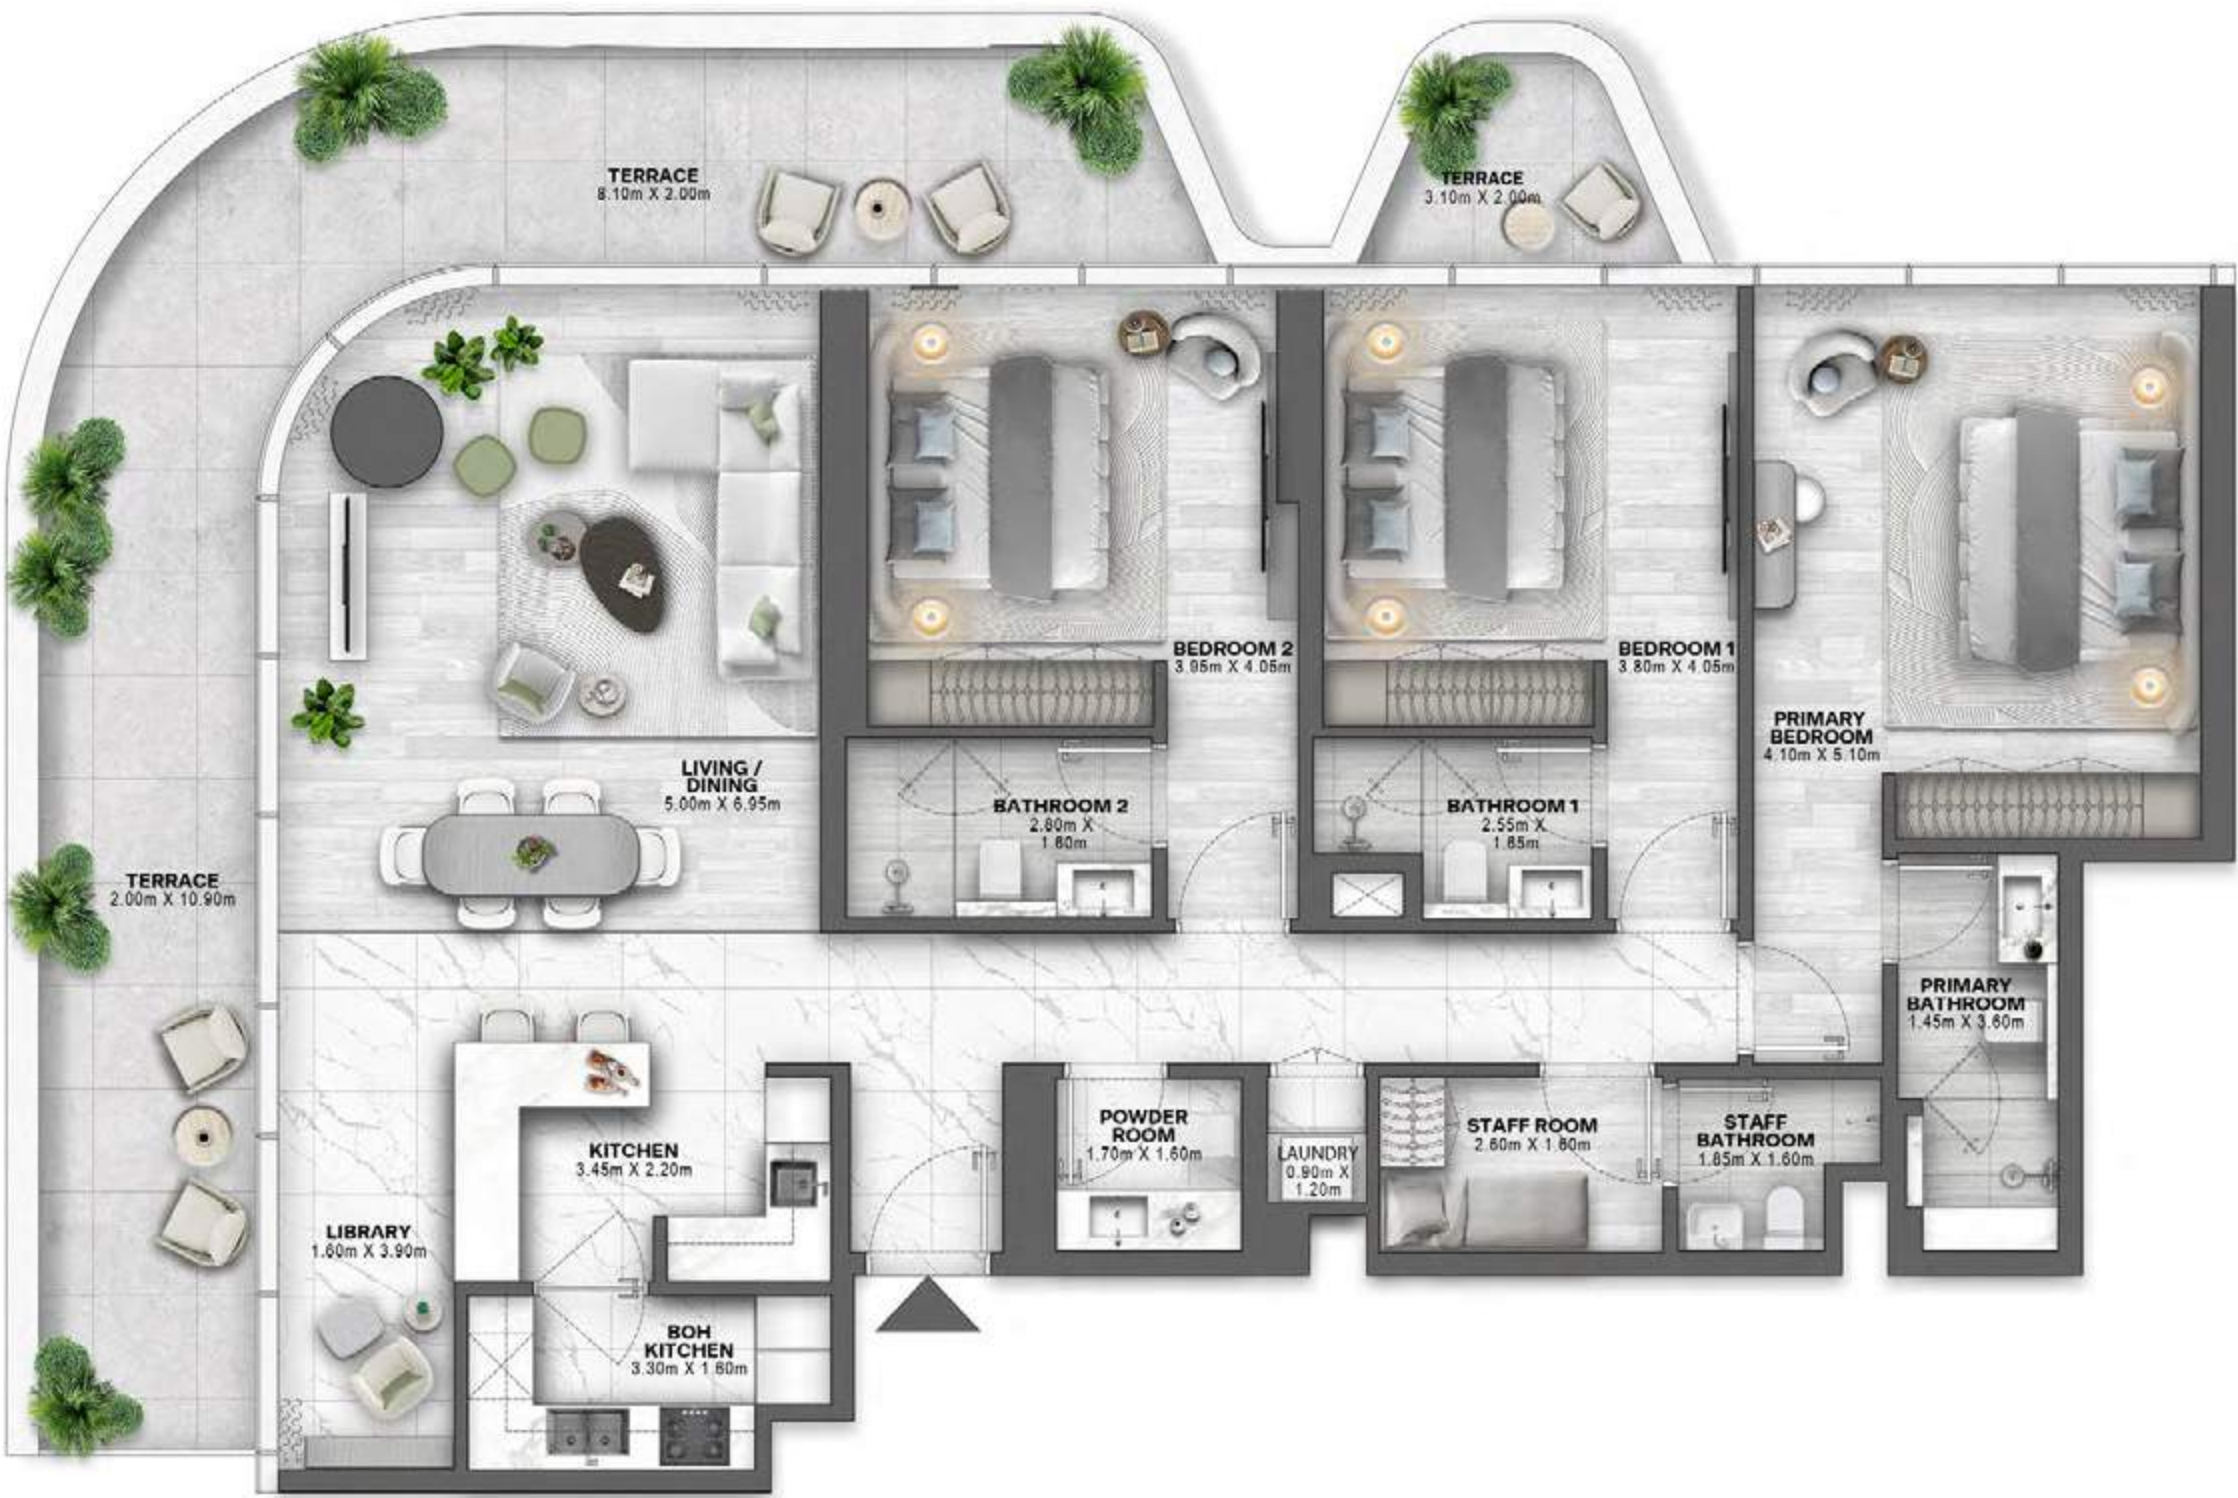 TERRACE
8.10m X 2.00m
TERRACE
3.10m X 2.00m
BEDROOM 2
3.95m X 4.05m
BEDROOM 1
3.80m X 4.05m
PRIMARY
BEDROOM
4.10m X 5.10m
LIVING /
DINING
5.00m X 6.95m
BATHROOM 2
2.80m X
1.60m
BATHROOM 1
2.55m X
1.65m
TERRACE
2.00m X 10.90m
PRIMARY
BATHROOM
1.45m X 3.60m
KITCHEN
3.45m X 2.20m
POWDER
ROOM
1.70m X 1.60m
LAUNDRY
0.90m X
1.20m
STAFF ROOM
2.60m X 1.60m
STAFF
BATHROOM
1.85m X 1.60m
LIBRARY
1.60m X 3.90m
BOH
KITCHEN
3.30m X 1.60m